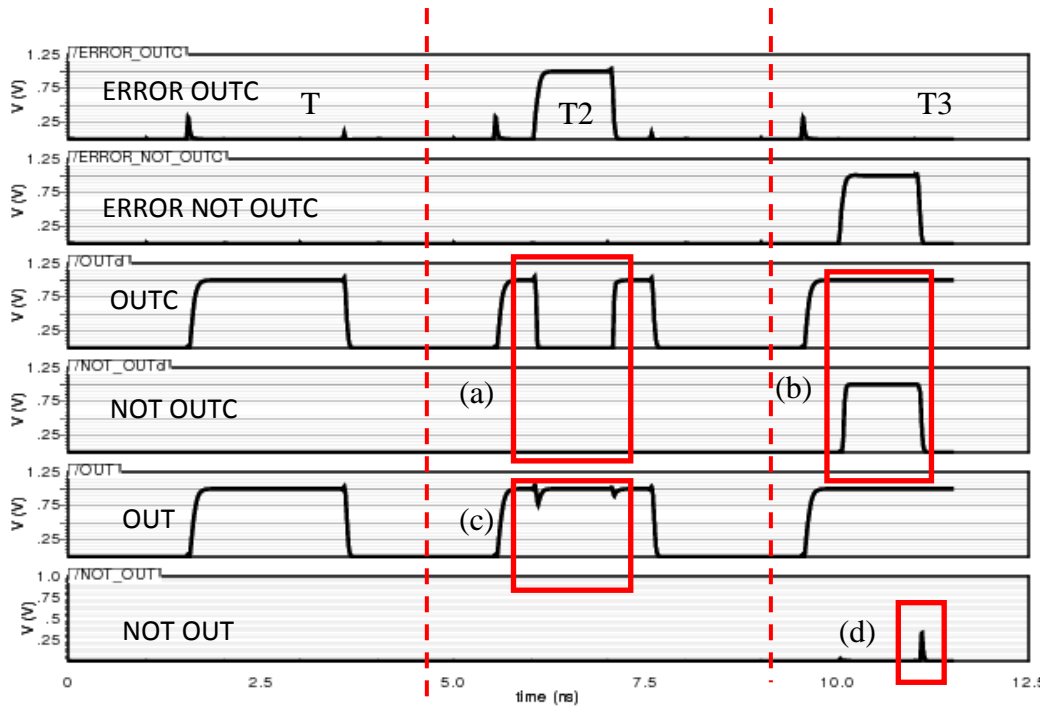 /ERROR_OUTC
1.25
.75
.25
V (V)
ERROR OUTC
T
T2
T3
/ERROR_NOT_OUTC
1.25
.75
.25
V (V)
ERROR NOT OUTC
/OUTd
1.25
.75
.25
V (V)
OUTC
/NOT_OUTd
1.25
.75
.25
V (V)
NOT OUTC
(a)
(b)
/OUT
1.25
.75
.25
V (V)
OUT
(c)
/NOT_OUT
1.0
.75
.5
.25
V (V)
NOT OUT
(d)
0 2.5 5.0 7.5 10.0 12.5
time (ns)